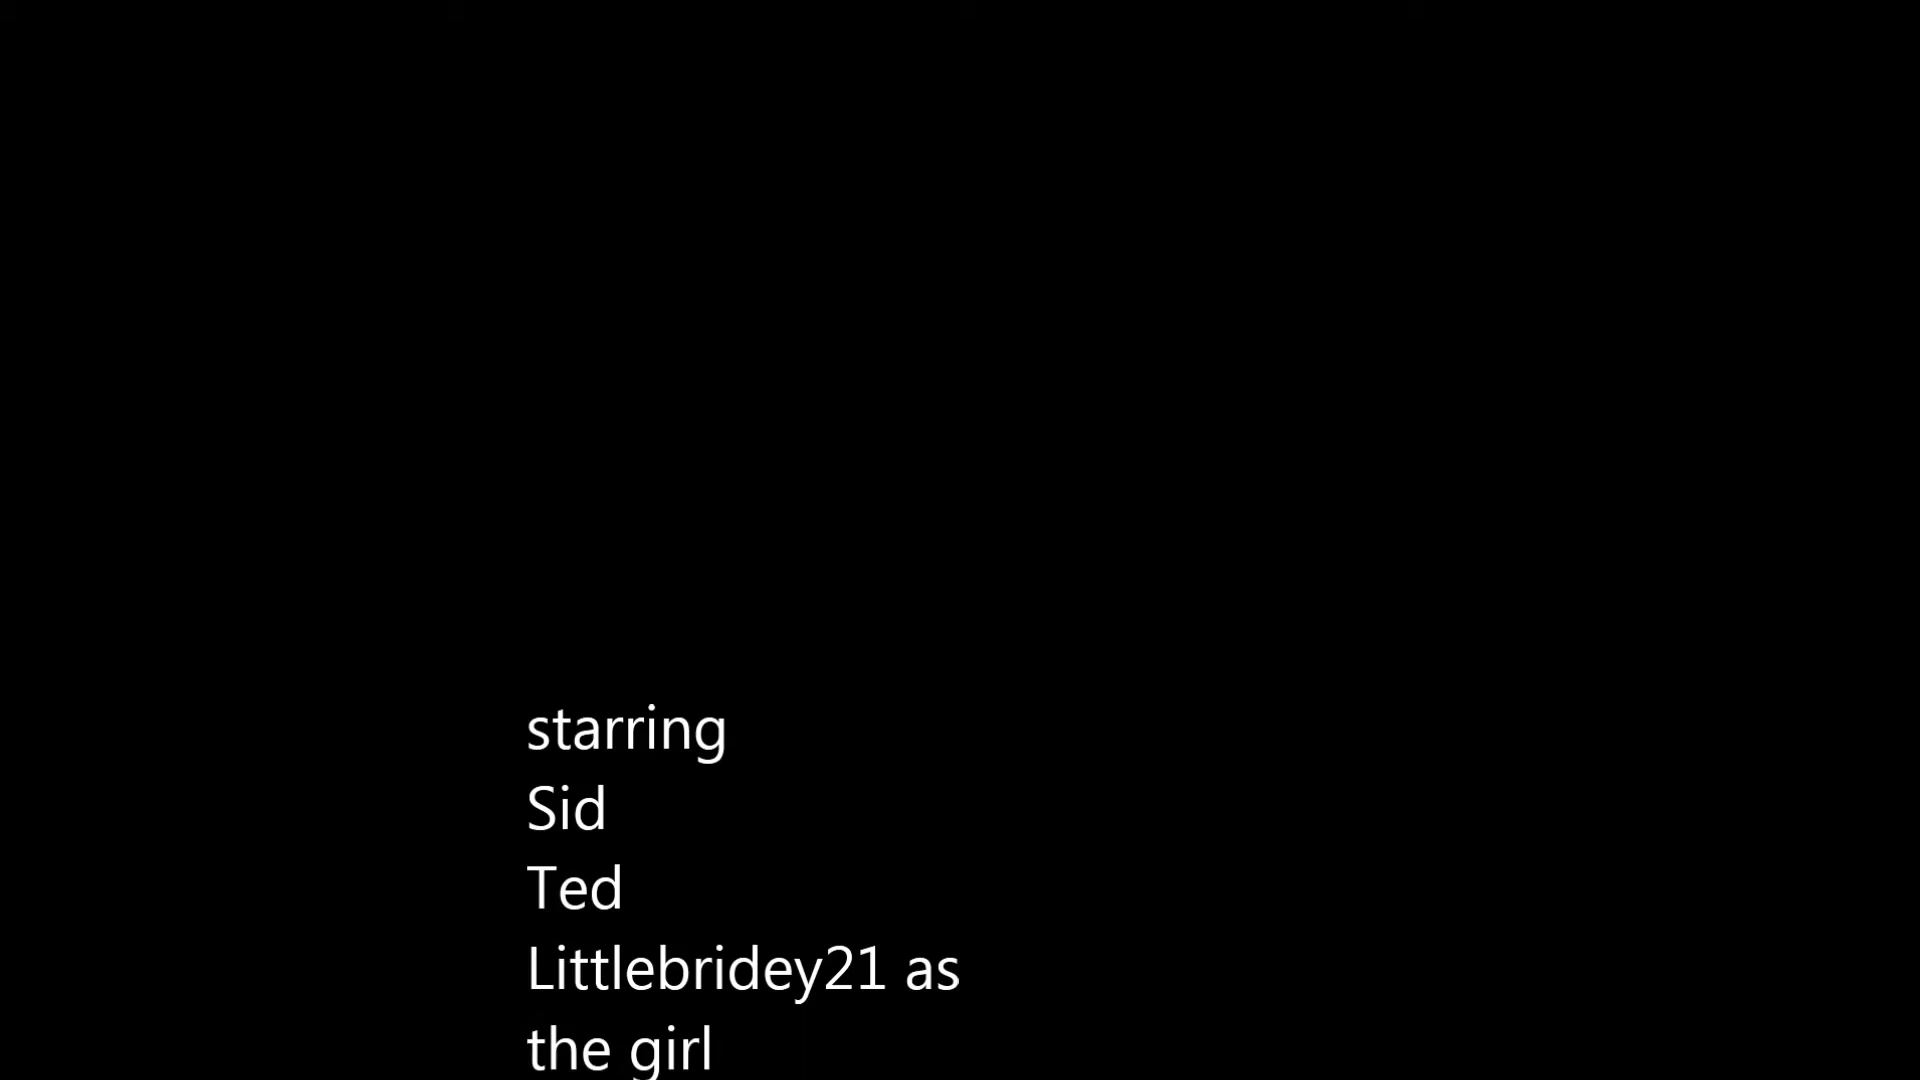 starring
Sid
Ted
Littlebridey21 as
the girl